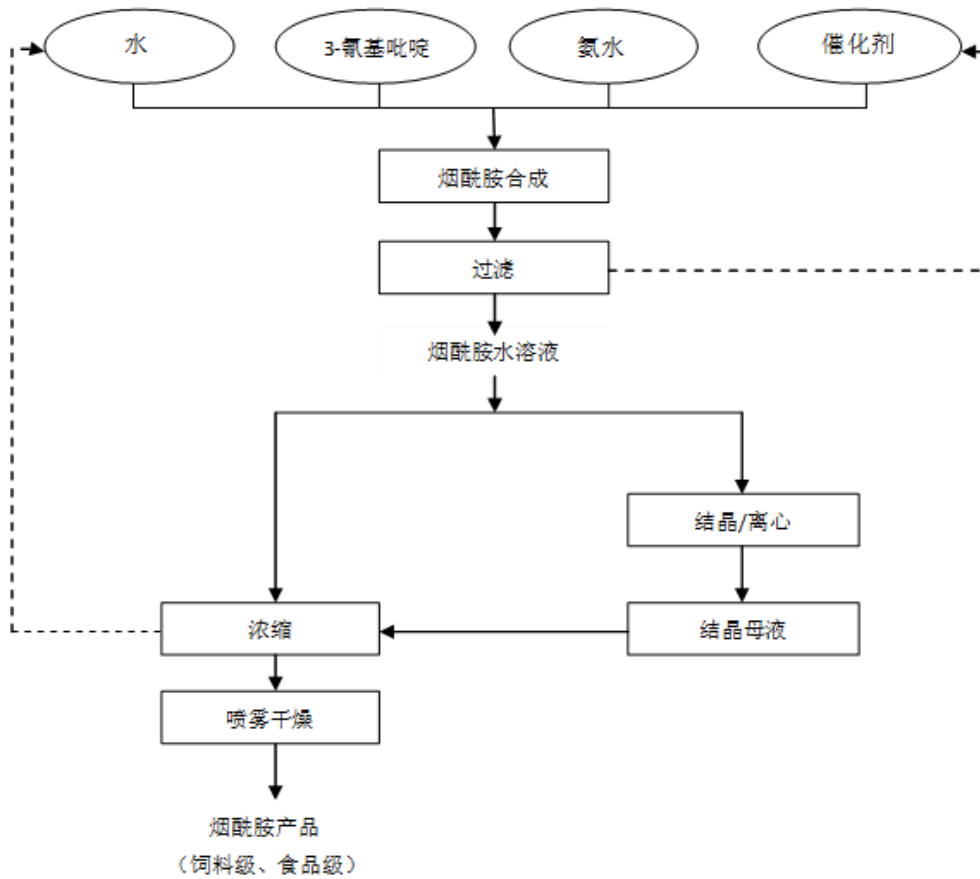 水
3-氰基吡啶
氨水
催化剂
烟酰胺合成
过滤
烟酰胺水溶液
结晶/离心
浓缩
结晶母液
喷雾干燥
烟酰胺产品
（饲料级、食品级）